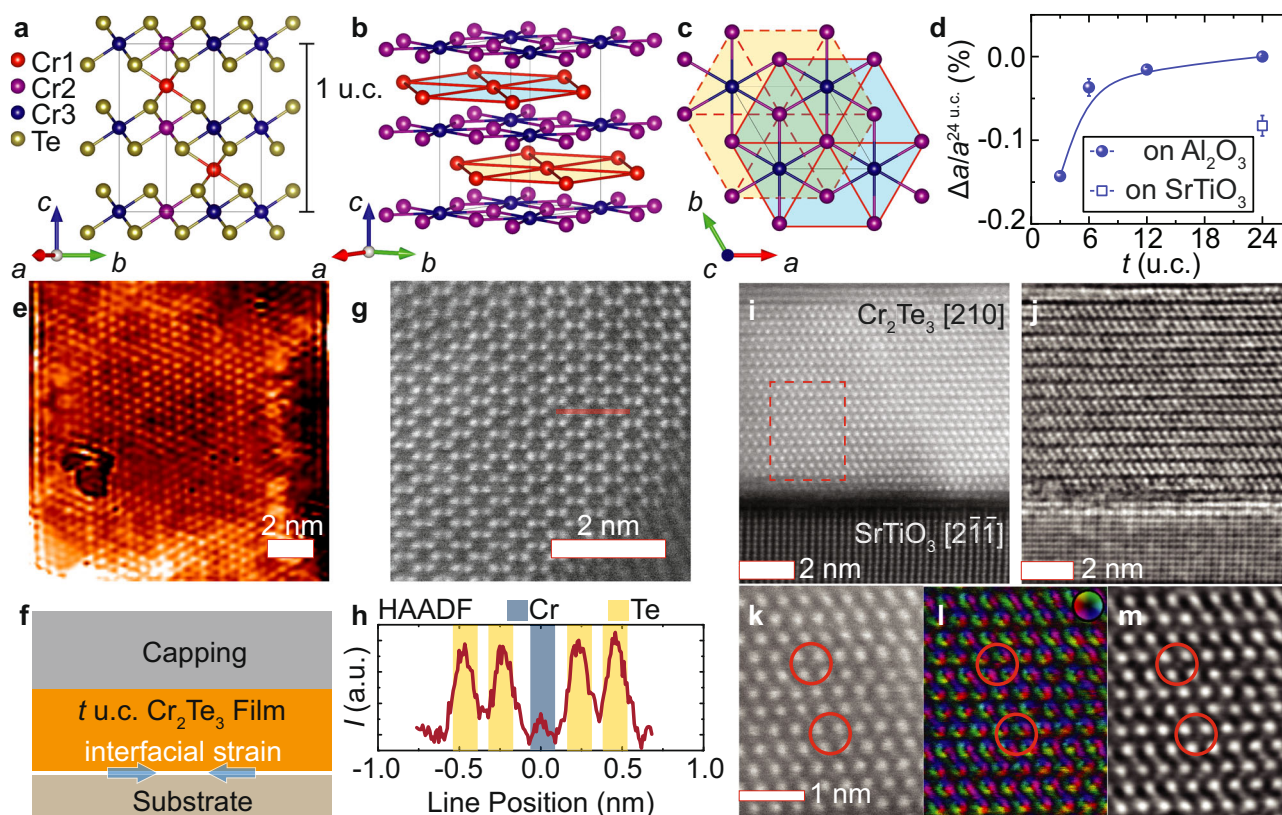 a
Cr1
Cr2
Cr3
Te
1 u.c.
c
a
b
b
c
a
b
c
b
c
a
d
Δa/a²⁴ ᵘ·ᶜ· (%)
0.0
-0.1
-0.2
on Al₂O₃
on SrTiO₃
0
6
12
18
24
t (u.c.)
e
2 nm
g
2 nm
i
Cr₂Te₃ [210]
SrTiO₃ [21̅1̅]
2 nm
j
2 nm
f
Capping
t u.c. Cr₂Te₃ Film
interfacial strain
Substrate
h
HAADF
Cr
Te
I (a.u.)
-1.0
-0.5
0.0
0.5
1.0
Line Position (nm)
k
1 nm
l
m